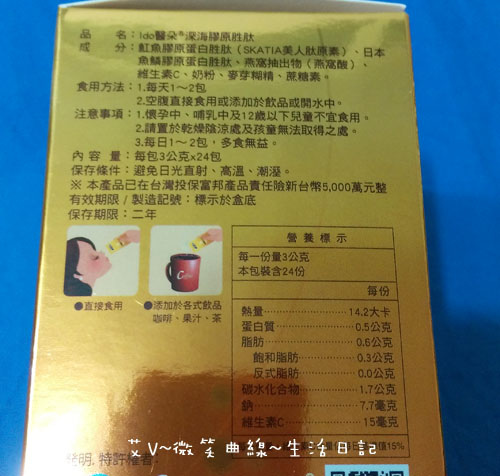 品　　名：Ido醫朵®深海膠原胜肽
成　　分：魟魚膠原蛋白胜肽（SKATIA美人肽原素）、日本
魚鱗膠原蛋白胜肽、燕窩抽出物（燕窩酸）、
維生素C、奶粉、麥芽糊精、蔗糖素。
食用方法：1.每天1～2包
2.空腹直接食用或添加於飲品或開水中。
注意事項：1.懷孕中、哺乳中及12歲以下兒童不宜食用。
2.請置於乾燥陰涼處及孩童無法取得之處。
3.每日1～2包，多食無益。
內 容 量：每包3公克x24包
保存條件：避免日光直射、高溫、潮溼。
※ 本產品已在台灣投保富邦產品責任險新台幣5,000萬元整
有效期限 / 製造記號：標示於盒底
保存期限：二年
●直接食用
●添加於各式飲品
咖啡、果汁、茶
營養標示
每一份量3公克
本包裝含24份
每份
熱量 14.2大卡
蛋白質 0.5公克
脂肪 0.6公克
飽和脂肪 0.3公克
反式脂肪 0.0公克
碳水化合物 1.7公克
鈉 7.7毫克
維生素C 15毫克
值15%
發明, 特許權者
艾V~微笑曲線~生活日記